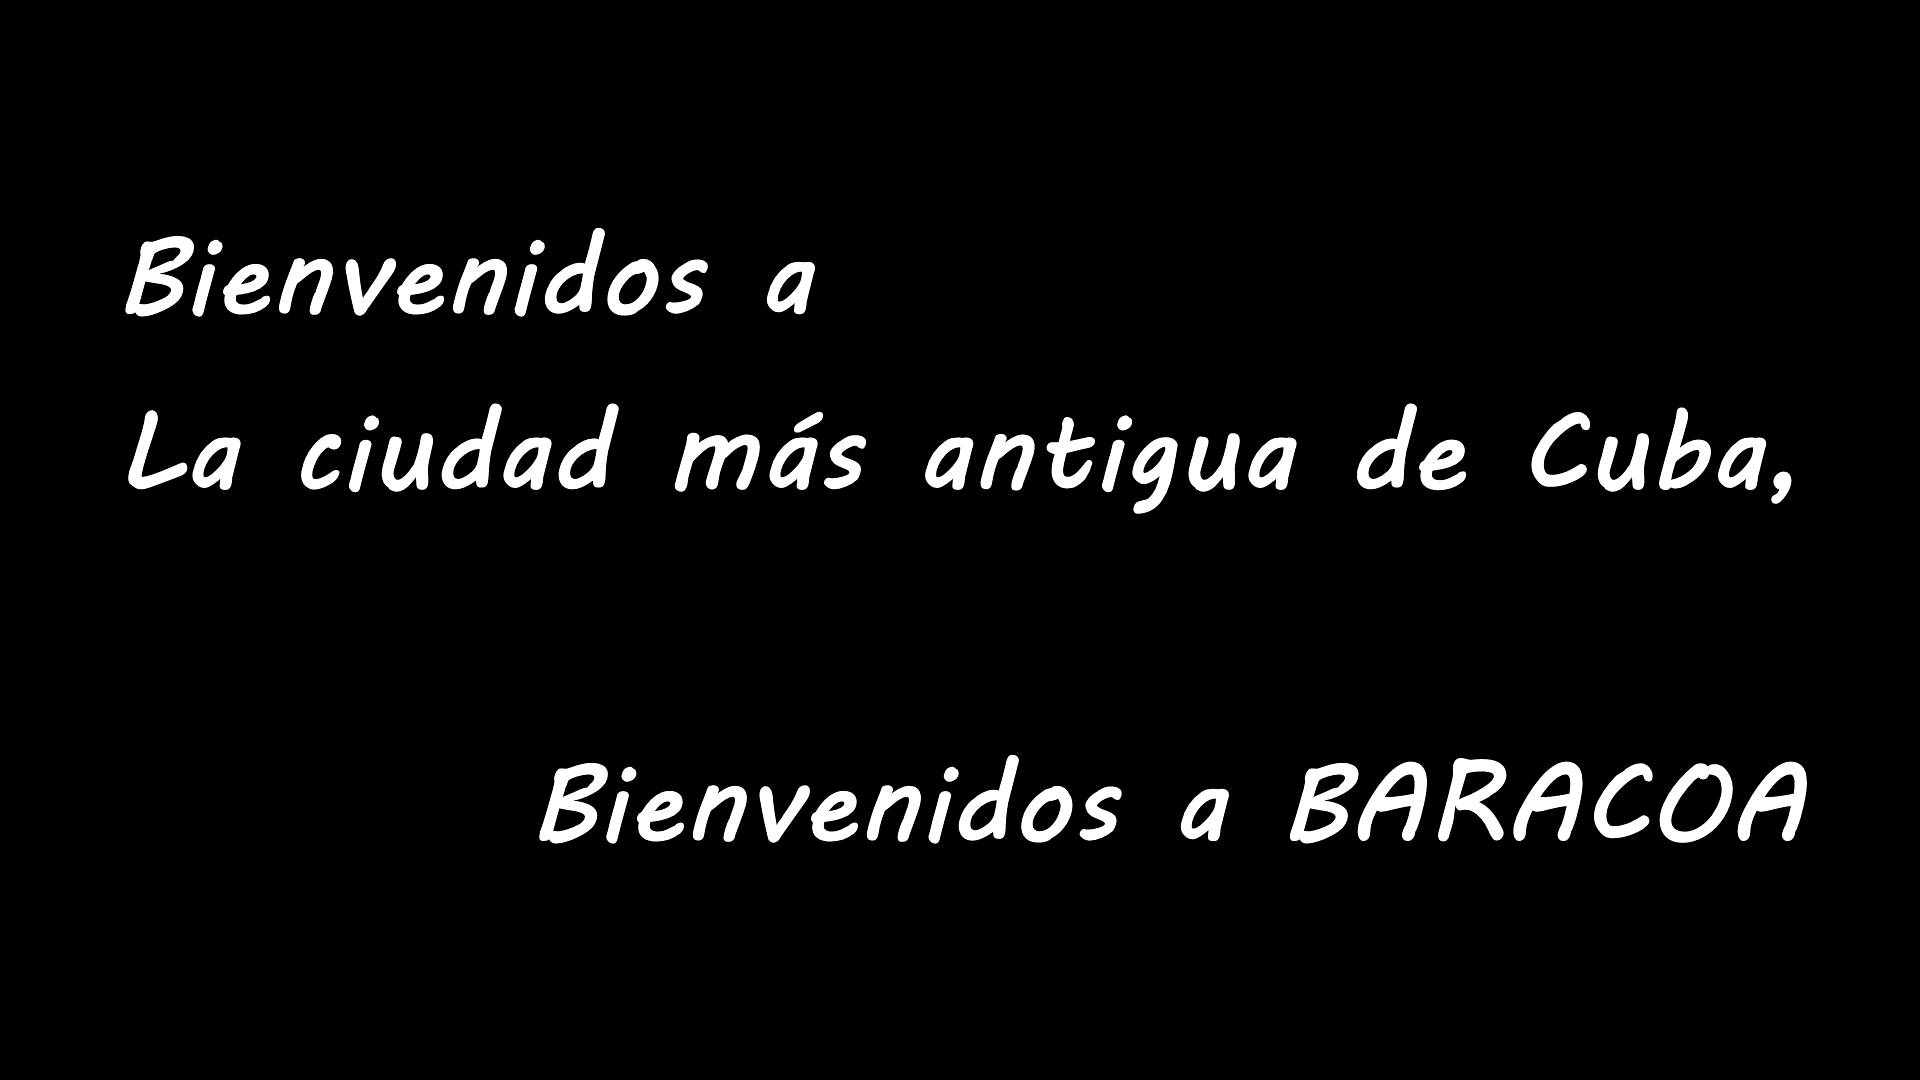 Bienvenidos a
La ciudad más antigua de Cuba,
Bienvenidos a BARACOA